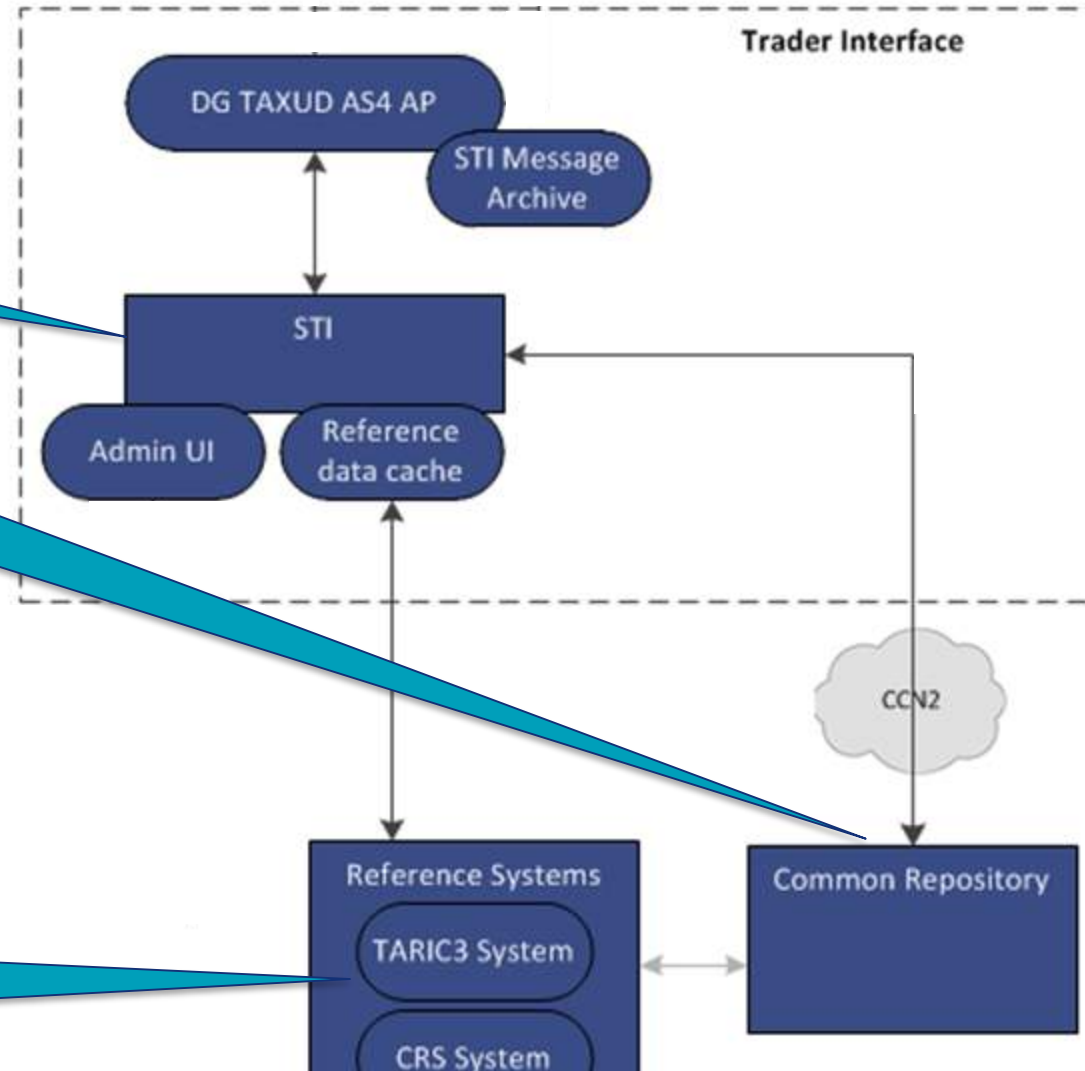 Trader Interface
DG TAXUD AS4 AP
STI Message
Archive
STI
Admin UI
Reference
data cache
CCN2
Reference Systems
TARIC3 System
CRS System
Common Repository